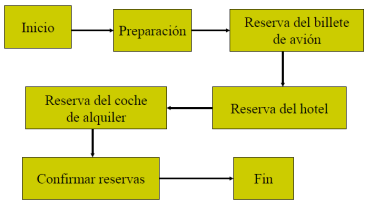 Inicio
Preparación
Reserva del billete
de avión
Reserva del hotel
Reserva del coche
de alquiler
Confirmar reservas
Fin